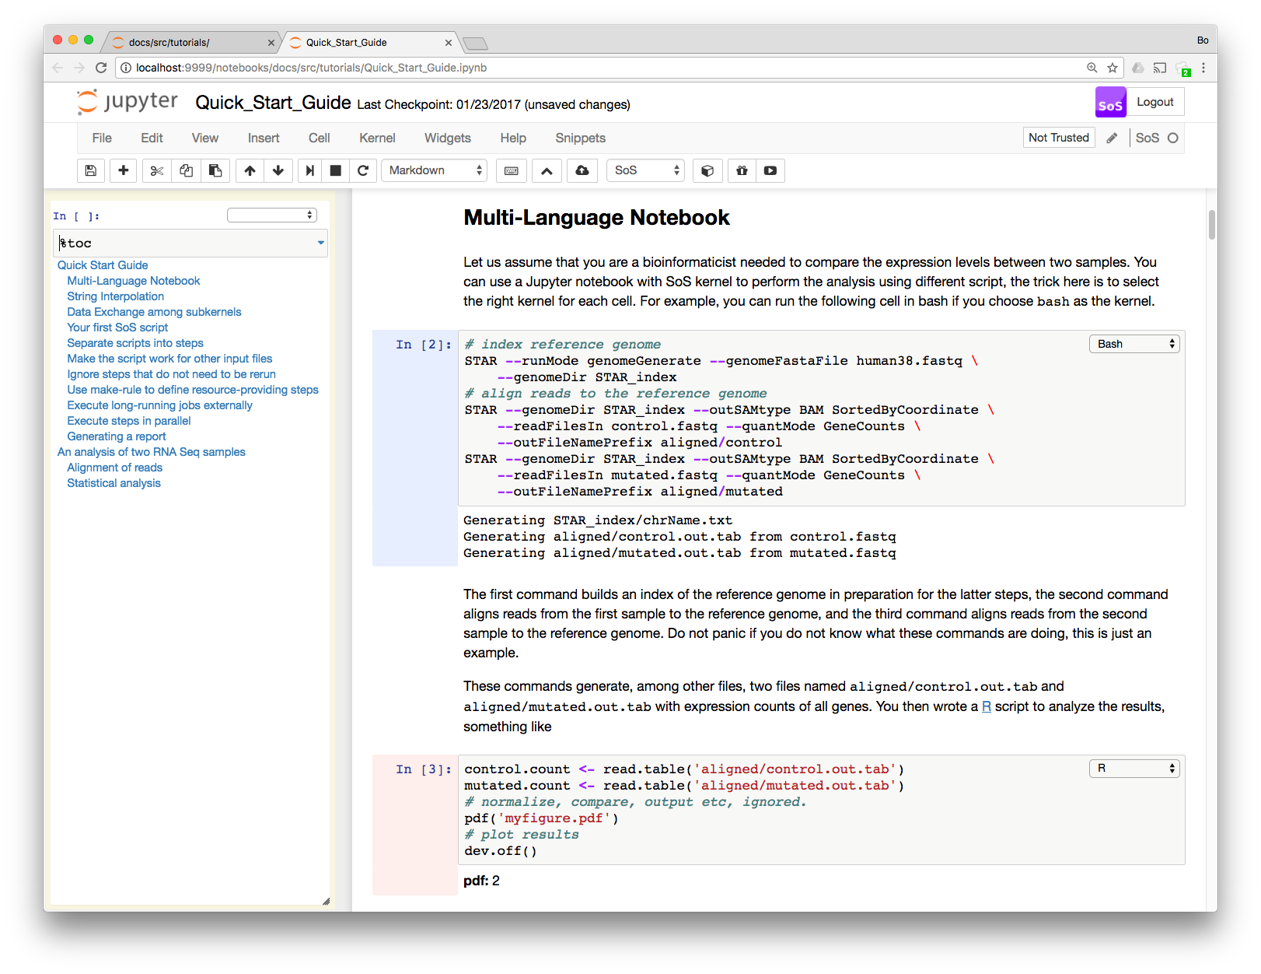 docs/src/tutorials/
Quick_Start_Guide
Bo
localhost:9999/notebooks/docs/src/tutorials/Quick_Start_Guide.ipynb
2
jupyter Quick_Start_Guide Last Checkpoint: 01/23/2017 (unsaved changes)
SoS
Logout
File Edit View Insert Cell Kernel Widgets Help Snippets
Not Trusted
SoS
Markdown
SoS
In [ ]:
%toc
Quick Start Guide
Multi-Language Notebook
String Interpolation
Data Exchange among subkernels
Your first SoS script
Separate scripts into steps
Make the script work for other input files
Ignore steps that do not need to be rerun
Use make-rule to define resource-providing steps
Execute long-running jobs externally
Execute steps in parallel
Generating a report
An analysis of two RNA Seq samples
Alignment of reads
Statistical analysis
Multi-Language Notebook
Let us assume that you are a bioinformaticist needed to compare the expression levels between two samples. You
can use a Jupyter notebook with SoS kernel to perform the analysis using different script, the trick here is to select
the right kernel for each cell. For example, you can run the following cell in bash if you choose bash as the kernel.
In [2]:
Bash
# index reference genome
STAR --runMode genomeGenerate --genomeFastaFile human38.fastq \
--genomeDir STAR_index
# align reads to the reference genome
STAR --genomeDir STAR_index --outSAMtype BAM SortedByCoordinate \
--readFilesIn control.fastq --quantMode GeneCounts \
--outFileNamePrefix aligned/control
STAR --genomeDir STAR_index --outSAMtype BAM SortedByCoordinate \
--readFilesIn mutated.fastq --quantMode GeneCounts \
--outFileNamePrefix aligned/mutated
Generating STAR_index/chrName.txt
Generating aligned/control.out.tab from control.fastq
Generating aligned/mutated.out.tab from mutated.fastq
The first command builds an index of the reference genome in preparation for the latter steps, the second command
aligns reads from the first sample to the reference genome, and the third command aligns reads from the second
sample to the reference genome. Do not panic if you do not know what these commands are doing, this is just an
example.
These commands generate, among other files, two files named aligned/control.out.tab and
aligned/mutated.out.tab with expression counts of all genes. You then wrote a R script to analyze the results,
something like
In [3]:
R
control.count <- read.table('aligned/control.out.tab')
mutated.count <- read.table('aligned/mutated.out.tab')
# normalize, compare, output etc, ignored.
pdf('myfigure.pdf')
# plot results
dev.off()
pdf: 2